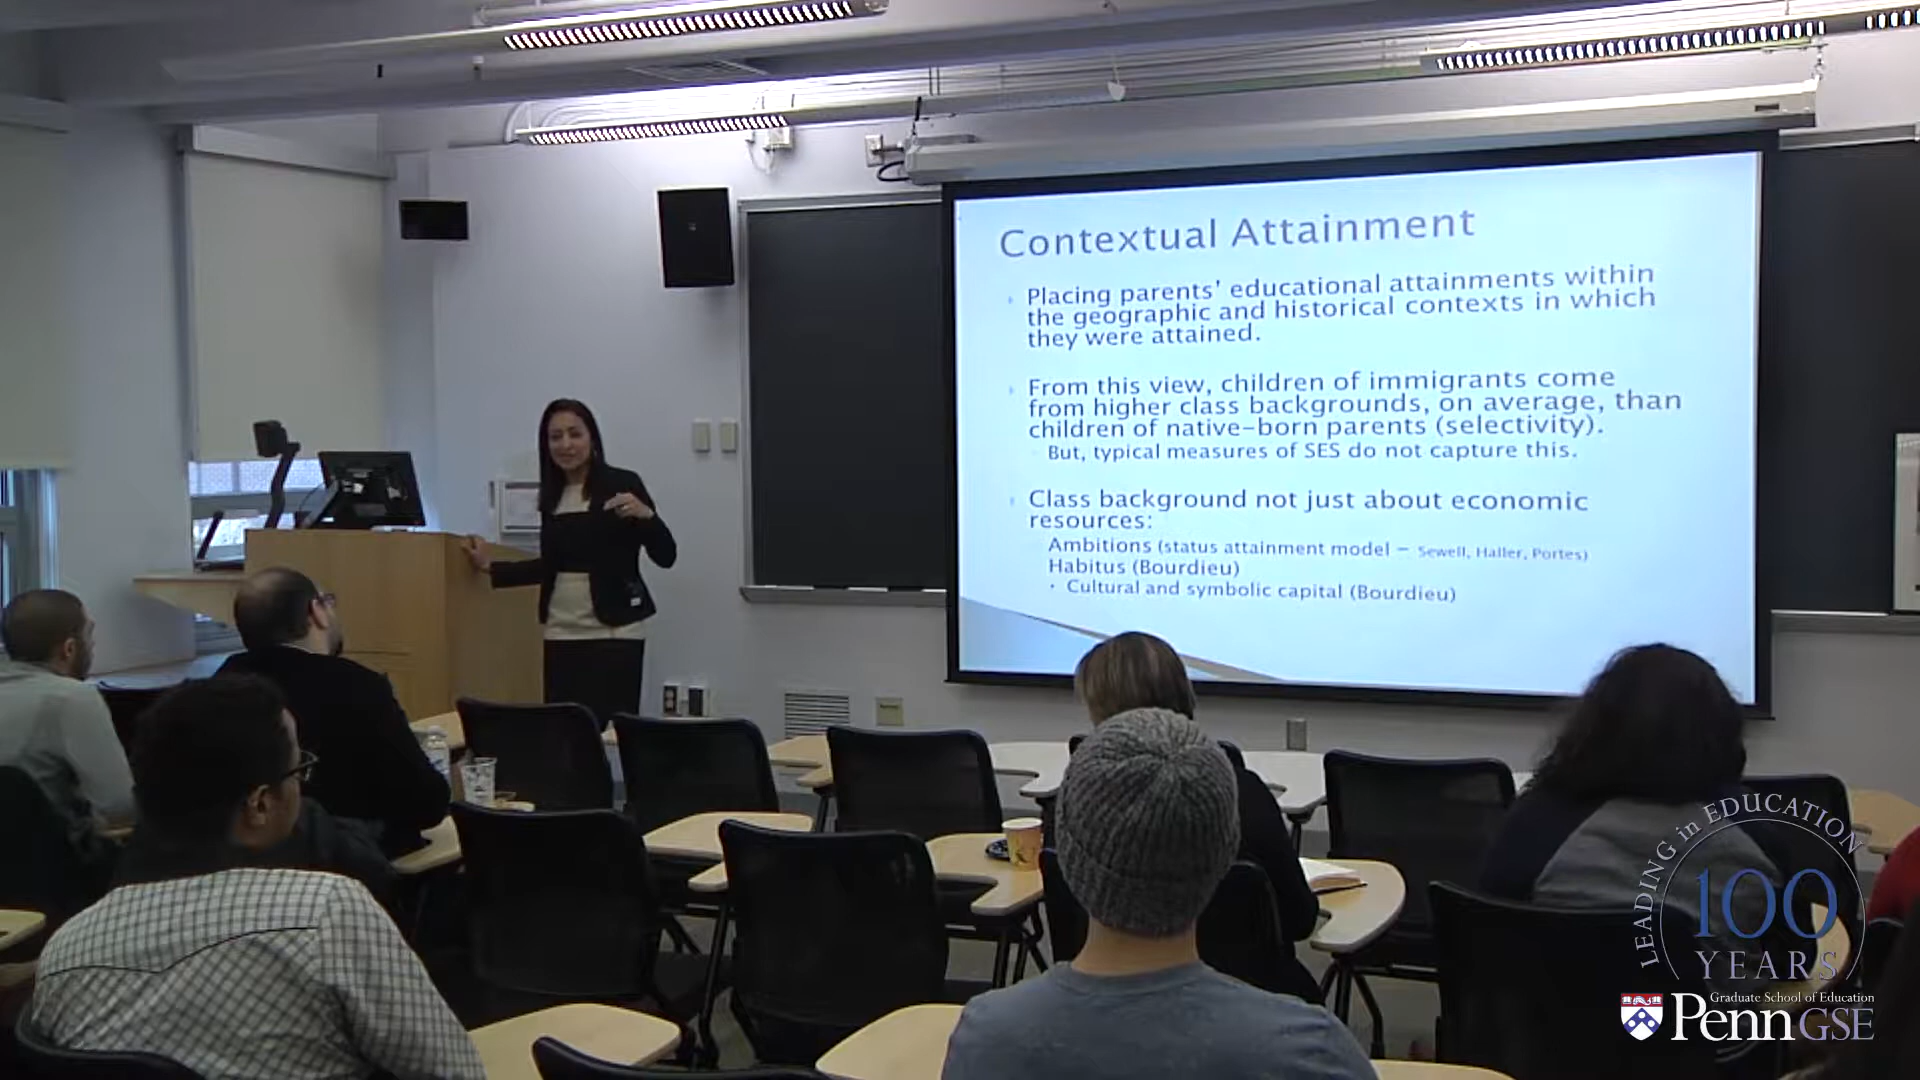 Contextual Attainment
Placing parents' educational attainments within
the geographic and historical contexts in which
they were attained.
From this view, children of immigrants come
from higher class backgrounds, on average, than
children of native-born parents (selectivity).
But, typical measures of SES do not capture this.
Class background not just about economic
resources:
Ambitions (status attainment model – Sewell, Haller, Portes)
Habitus (Bourdieu)
• Cultural and symbolic capital (Bourdieu)
LEADING in EDUCATION
100
YEARS
Graduate School of Education
PennGSE